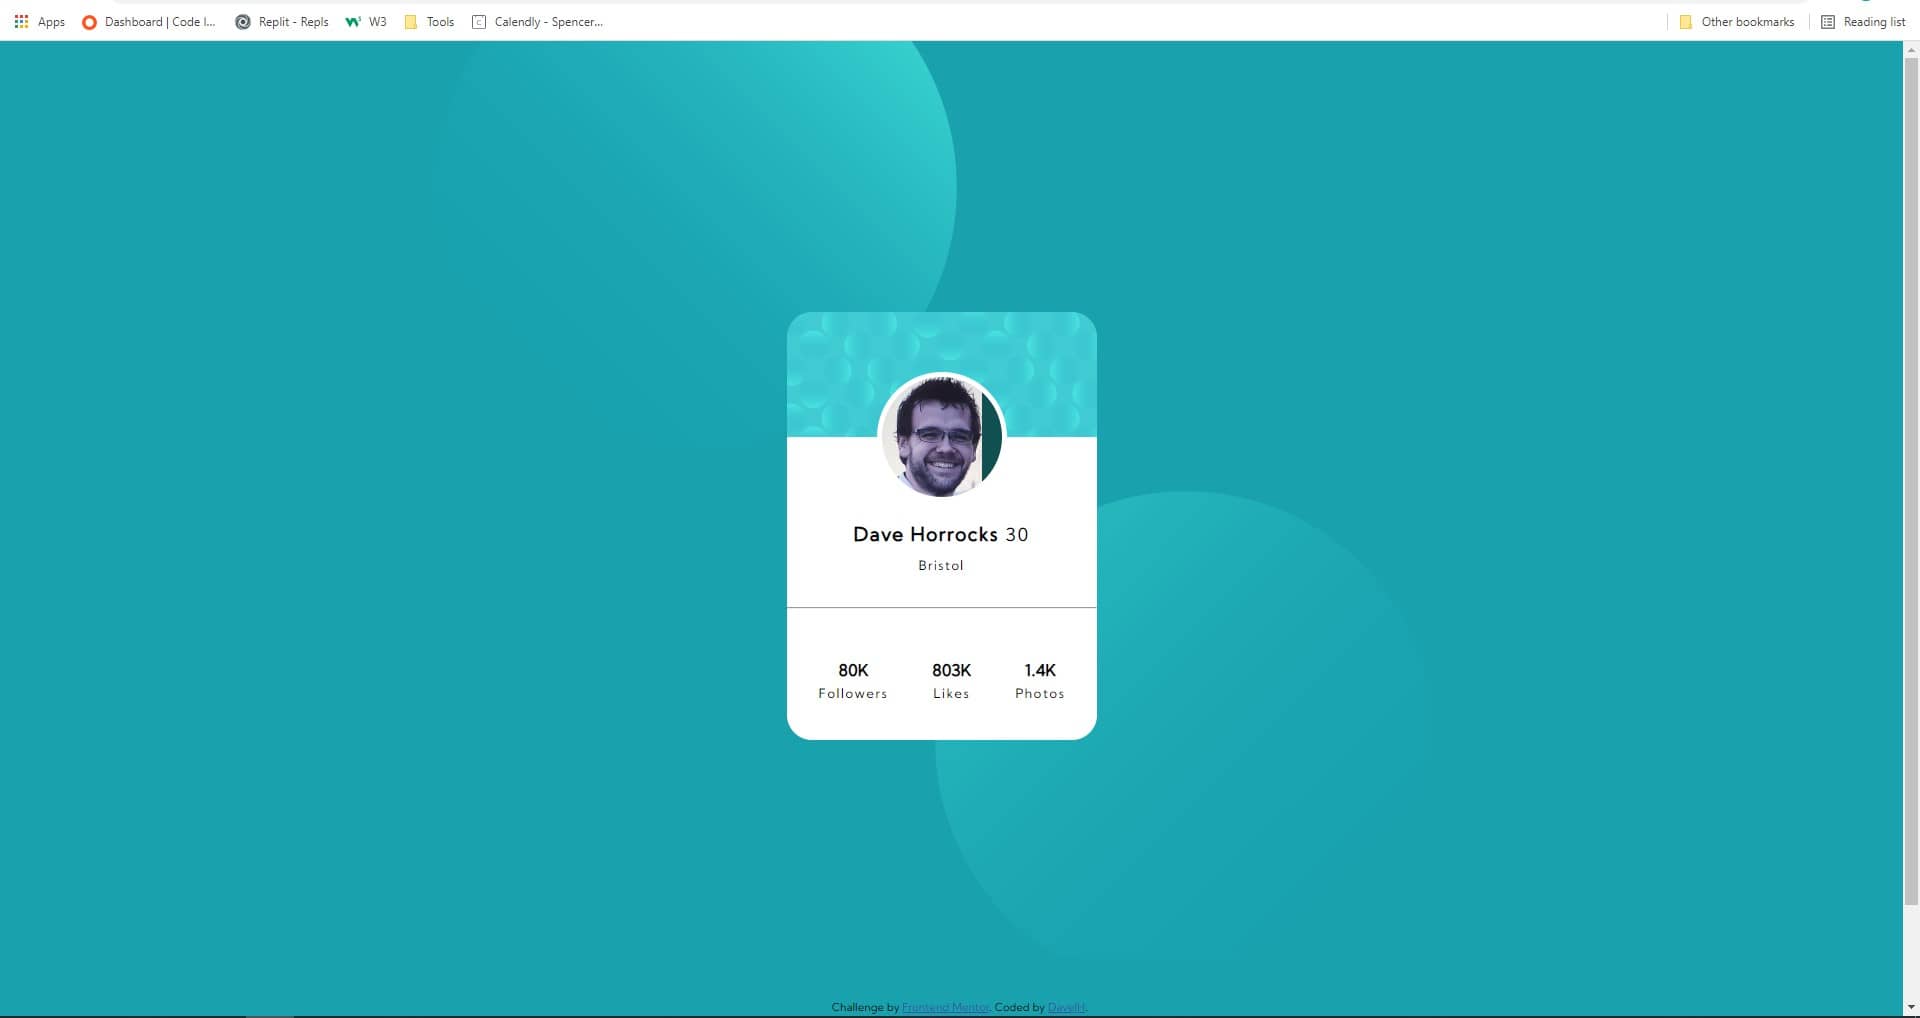 Apps Dashboard | Code I... Replit - Repls W3 Tools Calendly - Spencer... Other bookmarks Reading list
Dave Horrocks 30
Bristol
80K 803K 1.4K
Followers Likes Photos
Challenge by Frontend Mentor. Coded by DaveIH.